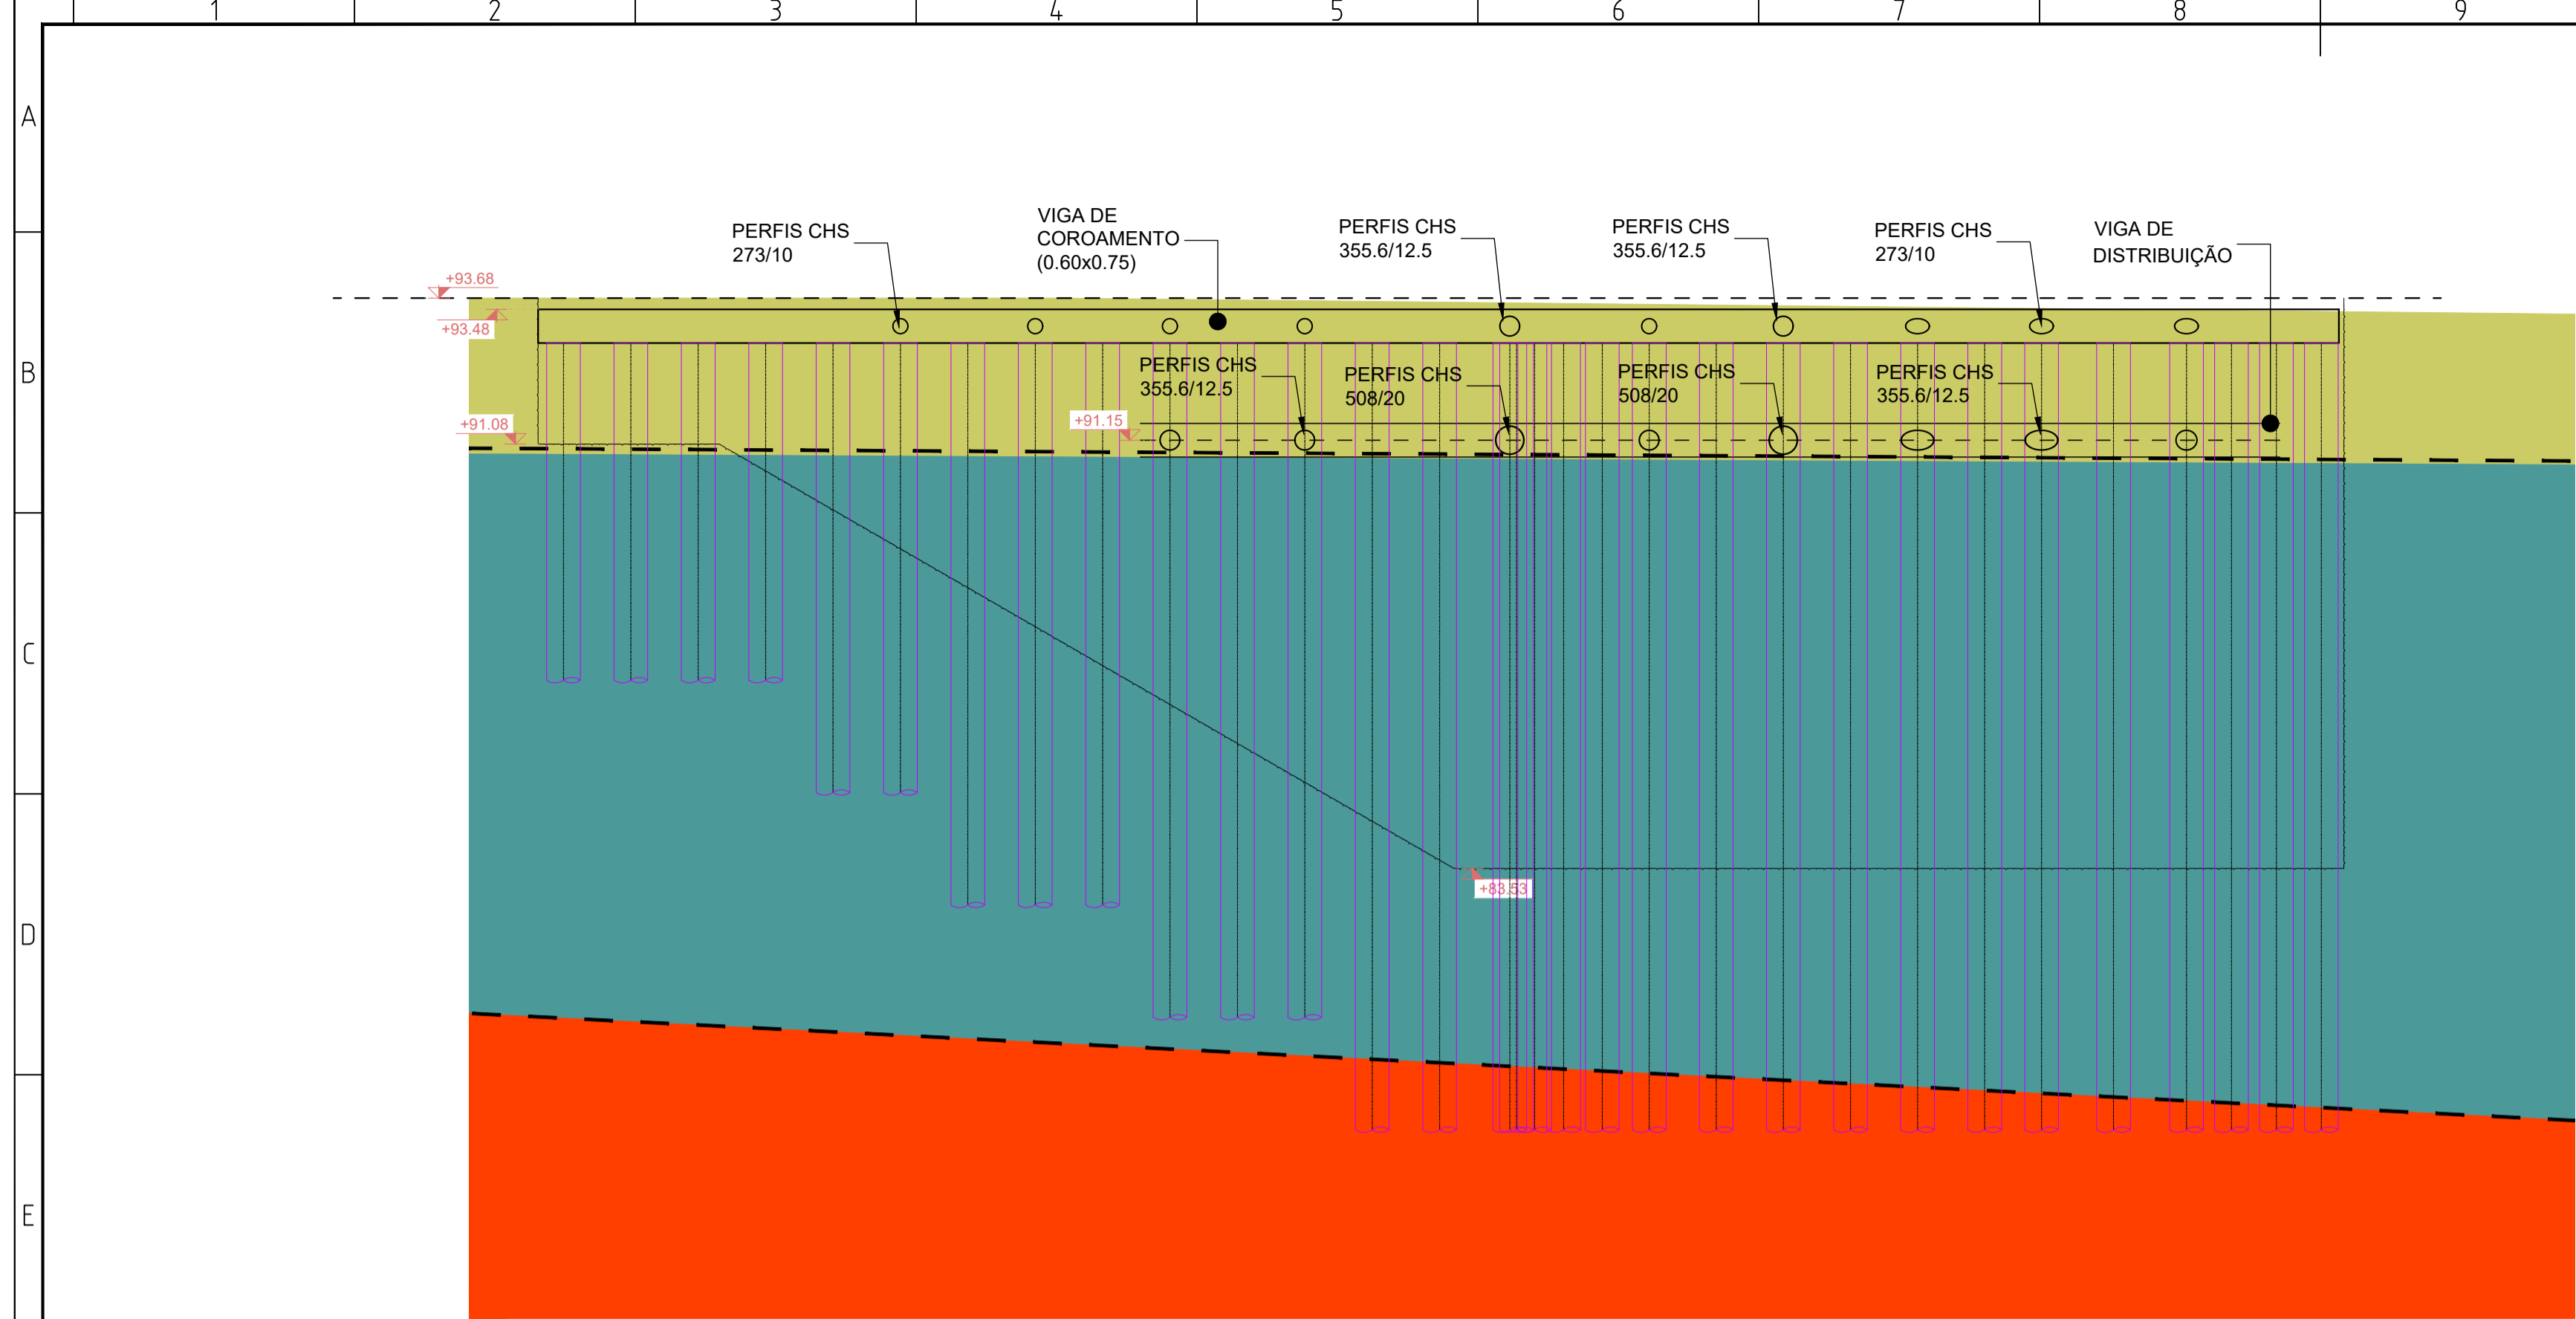 1 2 3 4 5 6 7 8 9
A
B
C
D
E
PERFIS CHS
273/10
VIGA DE
COROAMENTO
(0.60x0.75)
PERFIS CHS
355.6/12.5
PERFIS CHS
355.6/12.5
PERFIS CHS
273/10
VIGA DE
DISTRIBUIÇÃO
+93.68
+93.48
PERFIS CHS
355.6/12.5
PERFIS CHS
508/20
PERFIS CHS
508/20
PERFIS CHS
355.6/12.5
+91.08
+91.15
+83.53